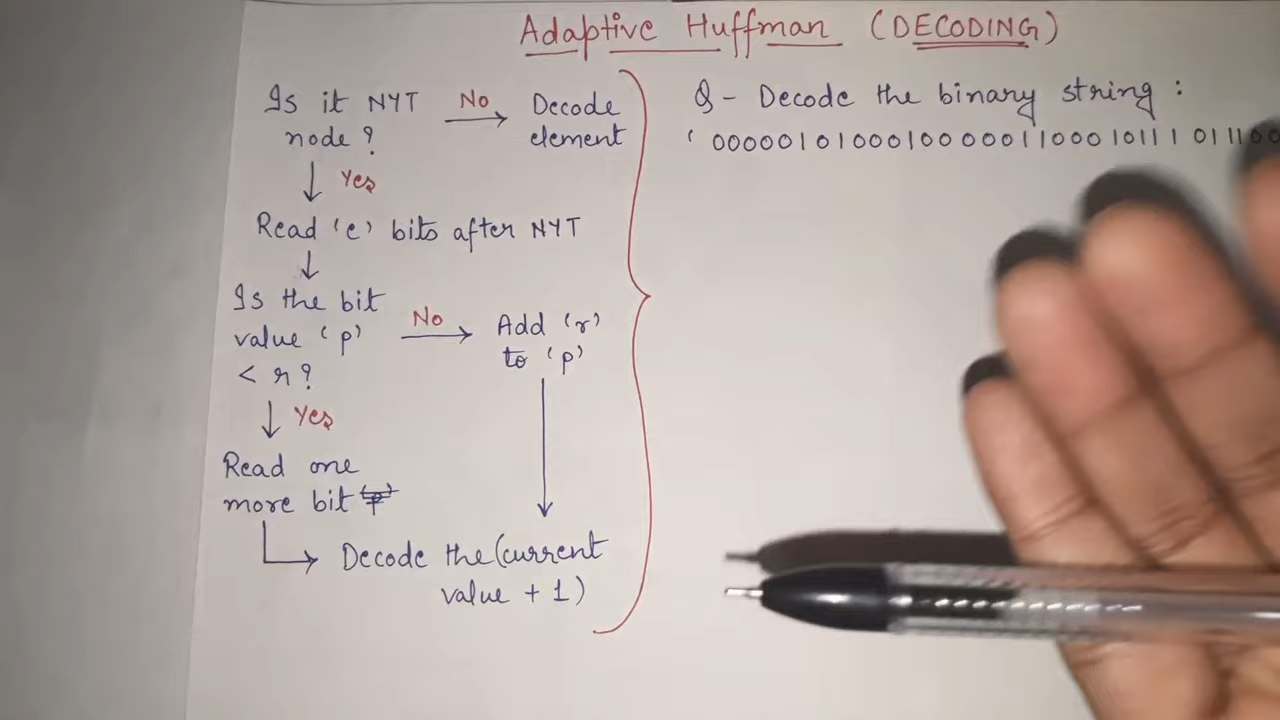 Adaptive Huffman (DECODING)
Is it NYT node ?
No
Decode element
Yes
Read 'e' bits after NYT
Is the bit value 'p' < r ?
No
Add 'r' to 'p'
Yes
Read one more bit
Decode the (current value + 1)
Q - Decode the binary string :
' 00000101000100000110001011101110